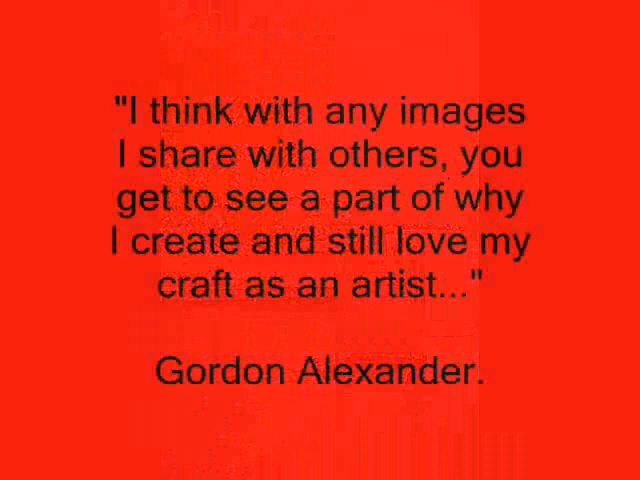 "I think with any images
I share with others, you
get to see a part of why
I create and still love my
craft as an artist..."
Gordon Alexander.